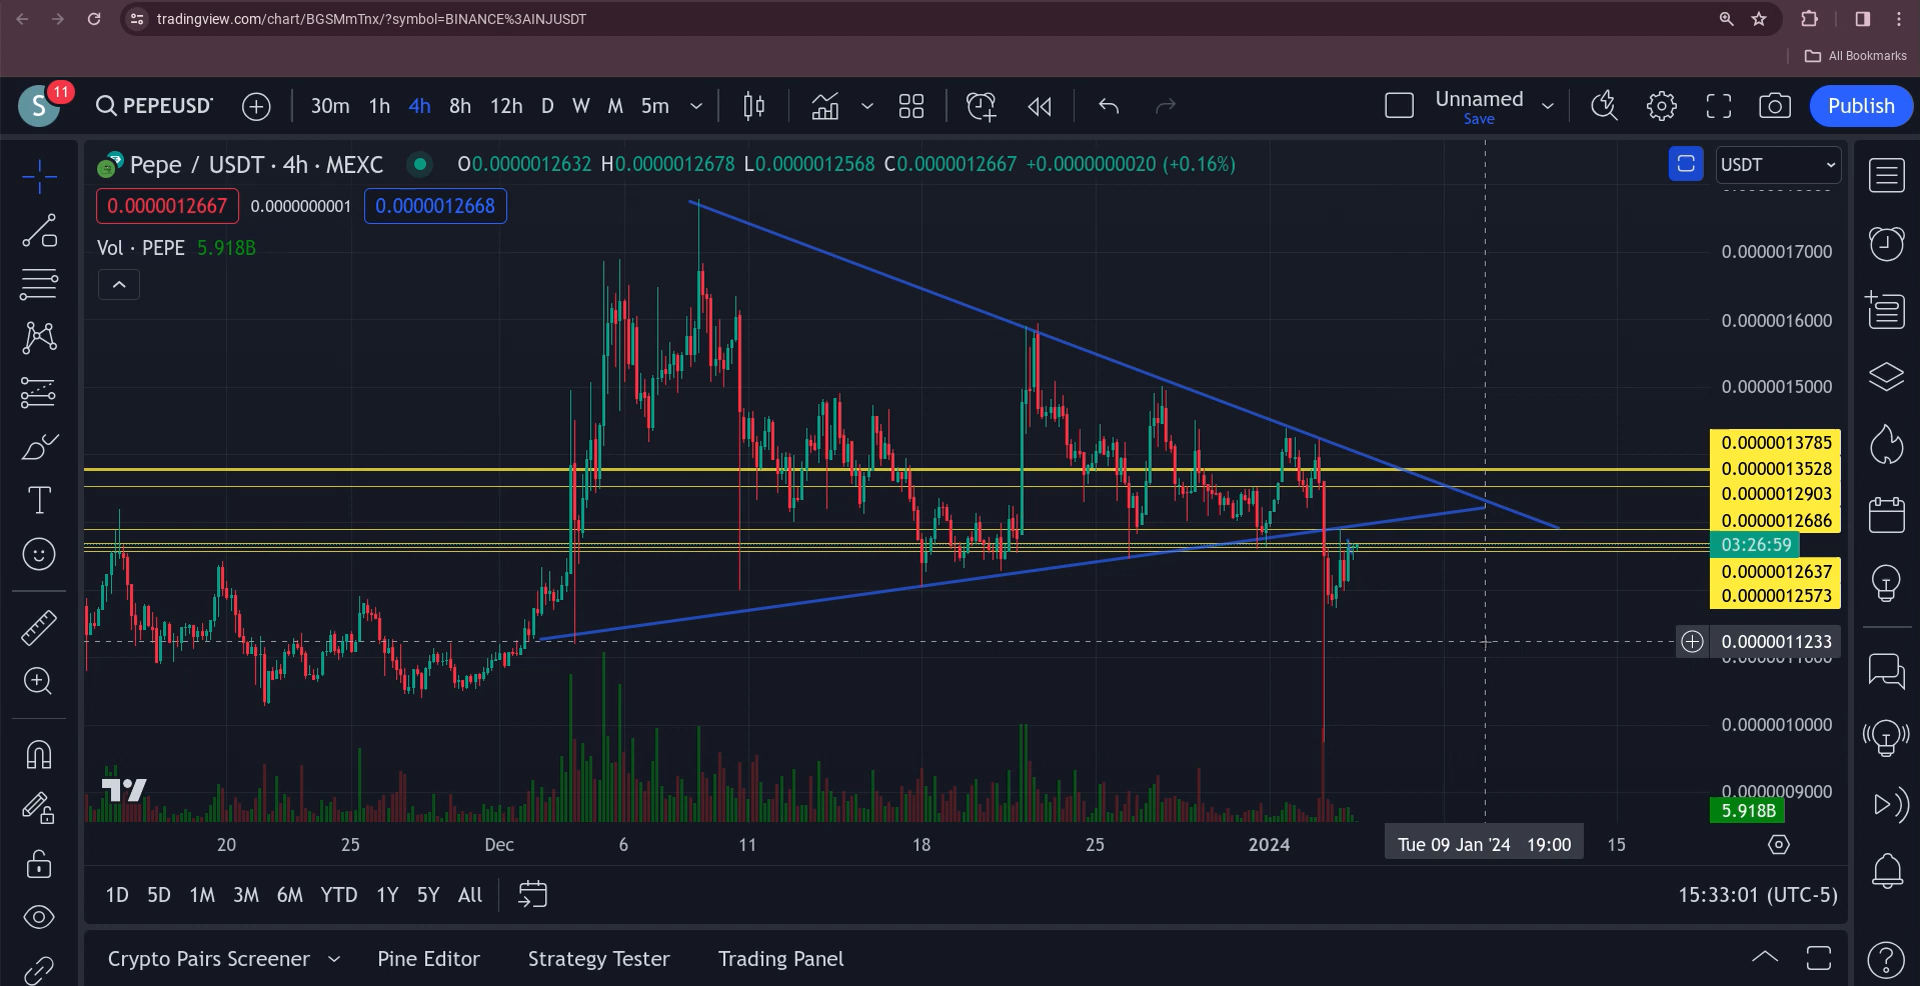 tradingview.com/chart/BGSMmTnx/?symbol=BINANCE%3AINJUSDT
All Bookmarks
S
11
PEPEUSDT
30m 1h 4h 8h 12h D W M 5m
Unnamed
Save
Publish
Pepe / USDT · 4h · MEXC
O0.0000012632 H0.0000012678 L0.0000012568 C0.0000012667 +0.0000000020 (+0.16%)
USDT
0.0000012667 0.0000000001 0.0000012668
Vol · PEPE 5.918B
0.0000017000
0.0000016000
0.0000015000
0.0000013785
0.0000013528
0.0000012903
0.0000012686
03:26:59
0.0000012637
0.0000012573
0.0000011233
0.0000011000
0.0000010000
0.0000009000
5.918B
20 25 Dec 6 11 18 25 2024 Tue 09 Jan '24 19:00 15
1D 5D 1M 3M 6M YTD 1Y 5Y All
15:33:01 (UTC-5)
Crypto Pairs Screener Pine Editor Strategy Tester Trading Panel